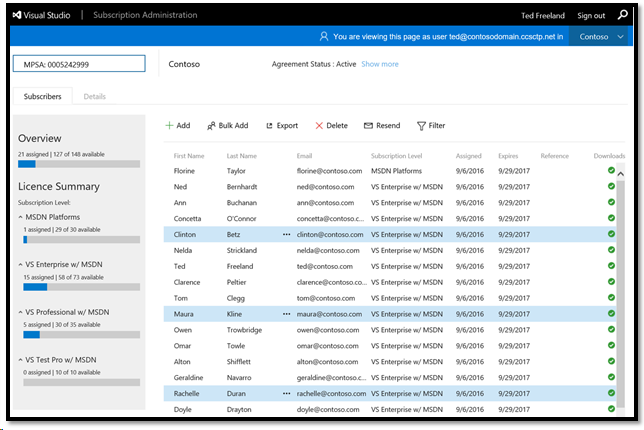 Visual Studio Subscription Administration Ted Freeland Sign out
You are viewing this page as user ted@contosodomain.ccsctp.net in Contoso
MPSA: 0005242999 Contoso Agreement Status : Active Show more
Subscribers Details
Add Bulk Add Export Delete Resend Filter
Overview
21 assigned | 127 of 148 available
Licence Summary
Subscription Level:
MSDN Platforms
1 assigned | 29 of 30 available
VS Enterprise w/ MSDN
15 assigned | 58 of 73 available
VS Professional w/ MSDN
5 assigned | 30 of 35 available
VS Test Pro w/ MSDN
0 assigned | 10 of 10 available
First Name Last Name Email Subscription Level Assigned Expires Reference Downloads
Florine Taylor florine@contoso.com MSDN Platforms 9/6/2016 9/29/2017
Ned Bernhardt ned@contoso.com VS Enterprise w/ MSDN 9/6/2016 9/29/2017
Ann Buchanan ann@contoso.com VS Enterprise w/ MSDN 9/6/2016 9/29/2017
Concetta O'Connor concetta@contoso.c... VS Enterprise w/ MSDN 9/6/2016 9/29/2017
Clinton Betz ••• clinton@contoso.com VS Enterprise w/ MSDN 9/6/2016 9/29/2017
Nelda Strickland nelda@contoso.com VS Enterprise w/ MSDN 9/6/2016 9/29/2017
Ted Freeland ted@contoso.com VS Enterprise w/ MSDN 9/6/2016 9/29/2017
Clarence Peltier clarence@contoso.c... VS Enterprise w/ MSDN 9/6/2016 9/29/2017
Tom Clegg tom@contoso.com VS Enterprise w/ MSDN 9/6/2016 9/29/2017
Maura Kline ••• maura@contoso.com VS Enterprise w/ MSDN 9/6/2016 9/29/2017
Owen Trowbridge owen@contoso.com VS Enterprise w/ MSDN 9/6/2016 9/29/2017
Omar Towle omar@contoso.com VS Enterprise w/ MSDN 9/6/2016 9/29/2017
Alton Shifflett alton@contoso.com VS Enterprise w/ MSDN 9/6/2016 9/29/2017
Geraldine Navarro geraldine@contoso.c... VS Enterprise w/ MSDN 9/6/2016 9/29/2017
Rachelle Duran ••• rachelle@contoso.com VS Enterprise w/ MSDN 9/6/2016 9/29/2017
Doyle Drayton doyle@contoso.com VS Enterprise w/ MSDN 9/6/2016 9/29/2017